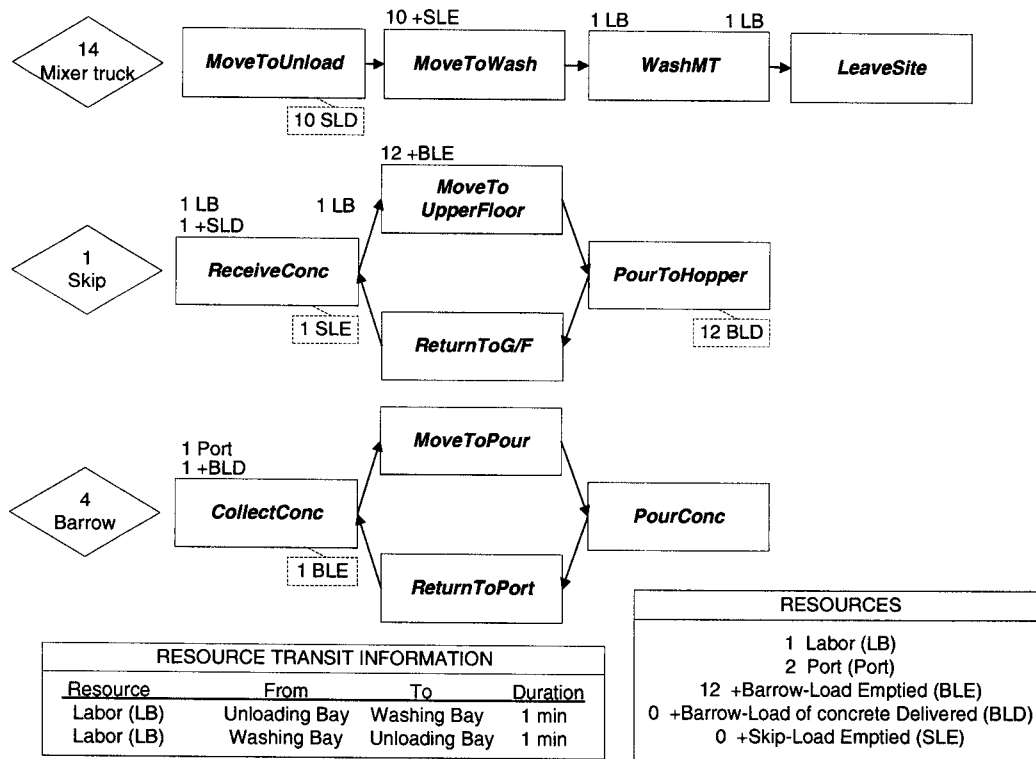 14
Mixer truck
MoveToUnload
10 SLD
10 +SLE
MoveToWash
1 LB 1 LB
WashMT
LeaveSite
1
Skip
1 LB 1 LB
1 +SLD
ReceiveConc
1 SLE
12 +BLE
MoveTo
UpperFloor
PourToHopper
12 BLD
ReturnToG/F
4
Barrow
1 Port
1 +BLD
CollectConc
1 BLE
MoveToPour
PourConc
ReturnToPort
RESOURCE TRANSIT INFORMATION
Resource From To Duration
Labor (LB) Unloading Bay Washing Bay 1 min
Labor (LB) Washing Bay Unloading Bay 1 min
RESOURCES
1 Labor (LB)
2 Port (Port)
12 +Barrow-Load Emptied (BLE)
0 +Barrow-Load of concrete Delivered (BLD)
0 +Skip-Load Emptied (SLE)